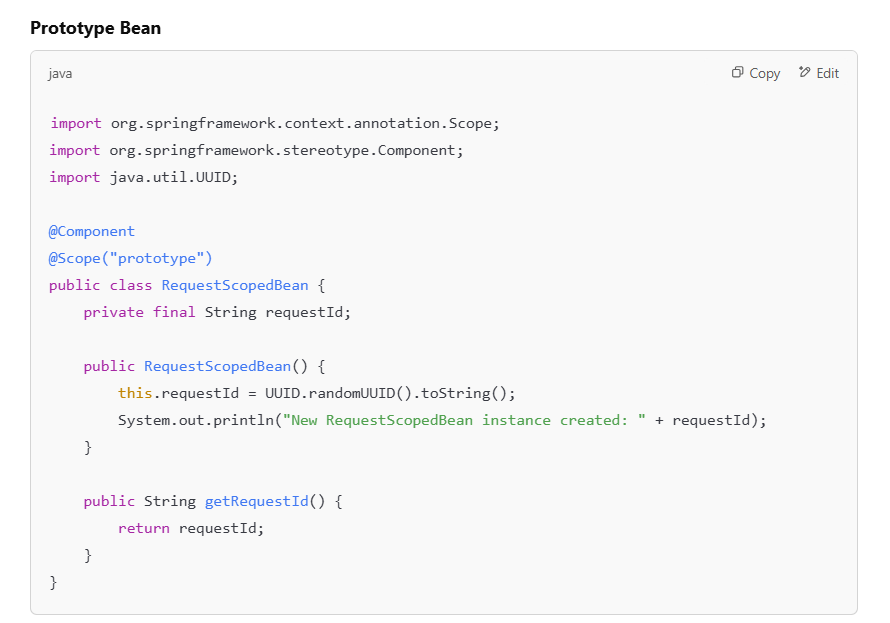 Prototype Bean
java Copy Edit
import org.springframework.context.annotation.Scope;
import org.springframework.stereotype.Component;
import java.util.UUID;
@Component
@Scope("prototype")
public class RequestScopedBean {
private final String requestId;
public RequestScopedBean() {
this.requestId = UUID.randomUUID().toString();
System.out.println("New RequestScopedBean instance created: " + requestId);
}
public String getRequestId() {
return requestId;
}
}